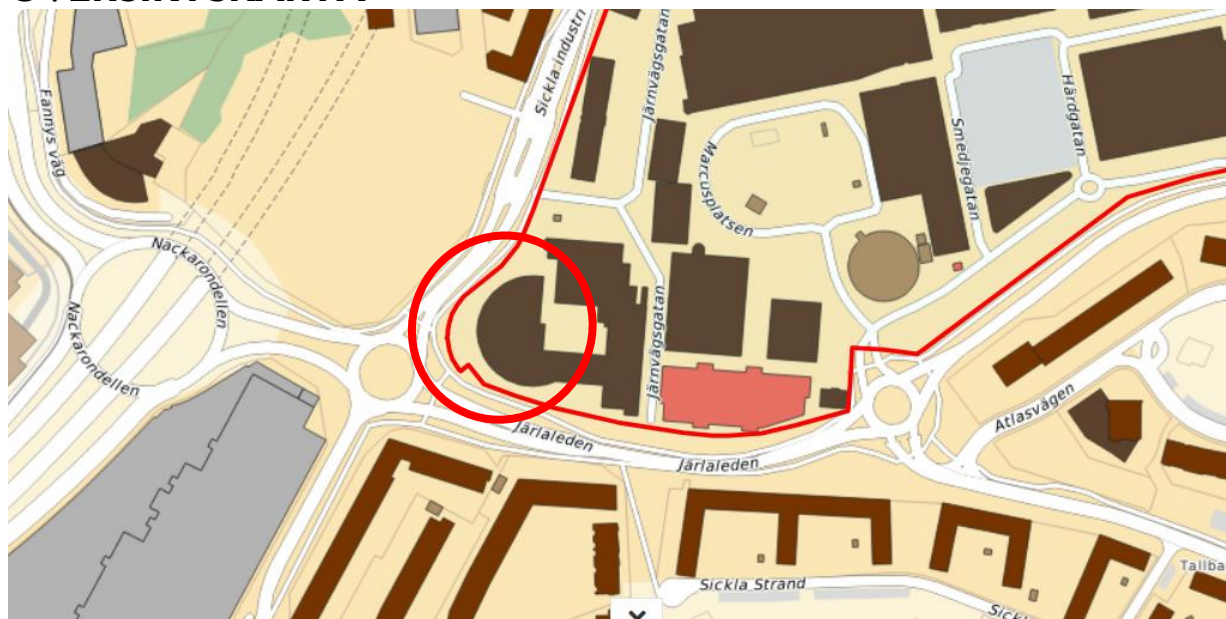 Sickla industri
Järnvägsgatan
Fannys väg
Marcusplatsen
Smedjegatan
Härdgatan
Nackarondellen
Nackarondellen
Nackarondellen
Järnvägsgatan
Järlaleden
Järlaleden
Atlasvägen
Sickla Strand
Tallba